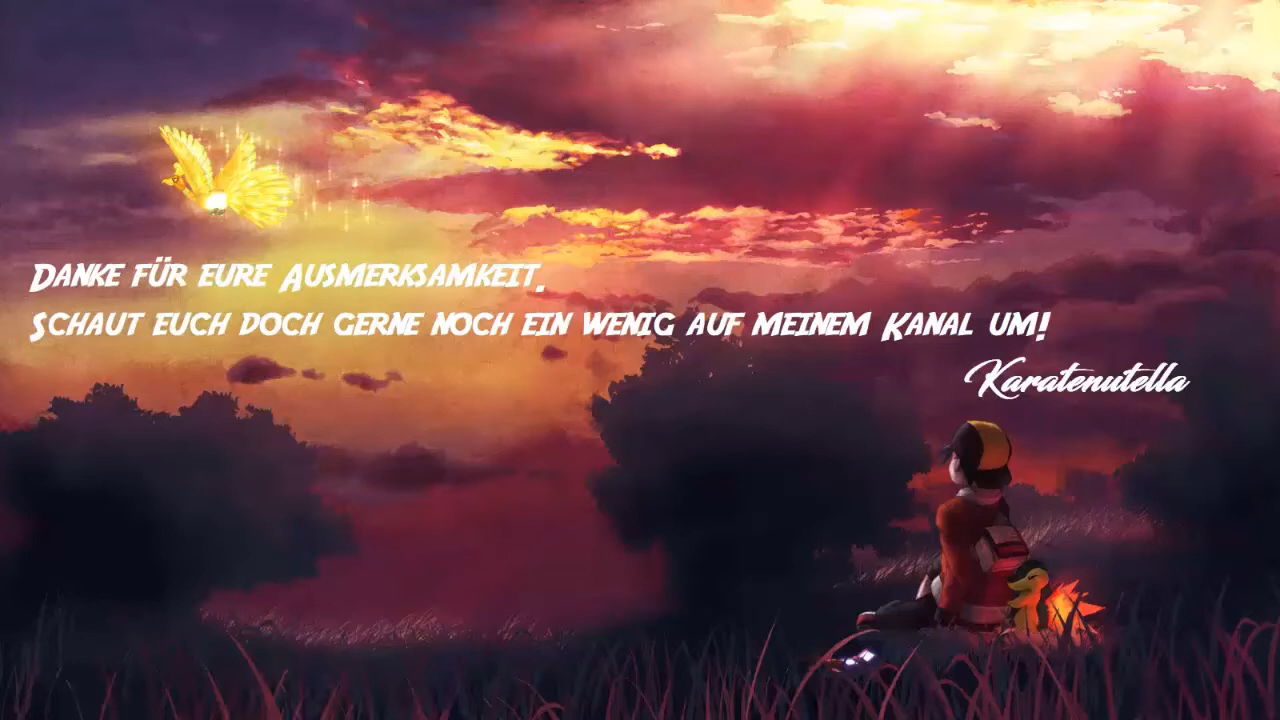 Danke für eure Ausmerksamkeit.
Schaut euch doch gerne noch ein wenig auf meinem Kanal um!
Karatenutella